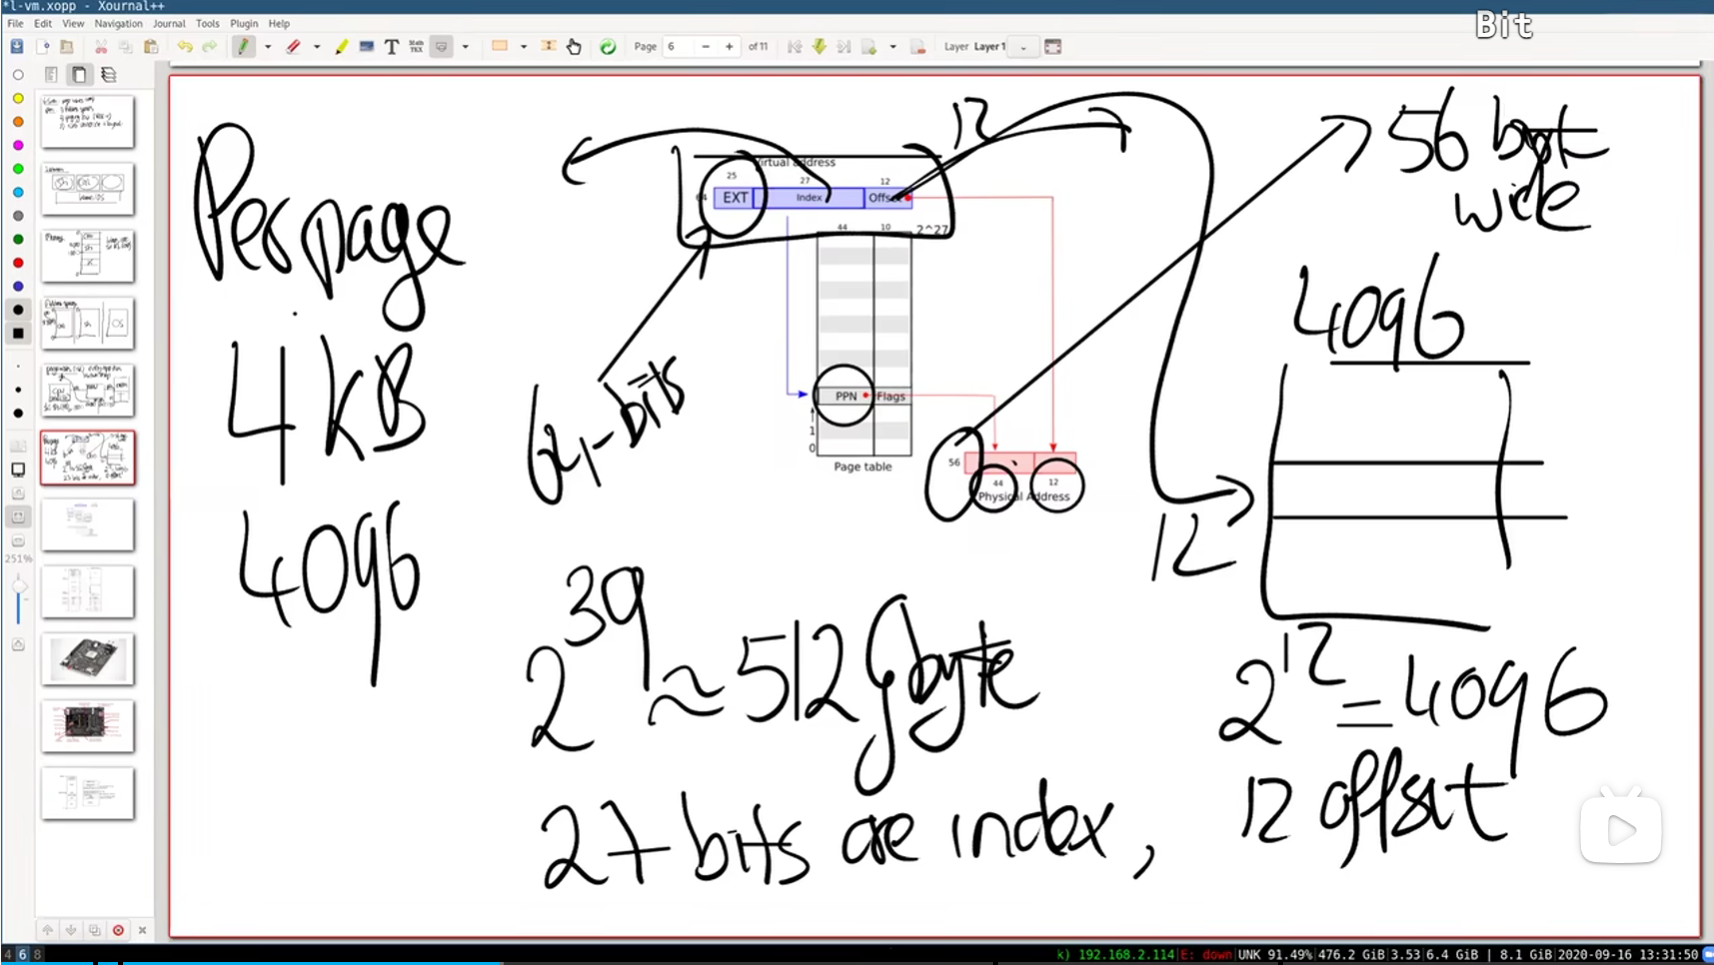 *l-vm.xopp - Xournal++
File Edit View Navigation Journal Tools Plugin Help
Bit
T
Page 6 of 11
Layer Layer 1
251%
Per page
4 KB
4096
12
Virtual address
25 27 12
64 EXT Index Offset
44 10 2^27
PPN Flags
1
0
Page table
56
44 12
Physical Address
64-bits
56 byte
wide
4096
12
2^39 ≈ 512 gbyte
2^12 = 4096
27 bits are index, 12 offset
4 6 8
192.168.2.114 E: down UNK 91.49% 476.2 GiB 3.53 6.4 GiB | 8.1 GiB 2020-09-16 13:31:50